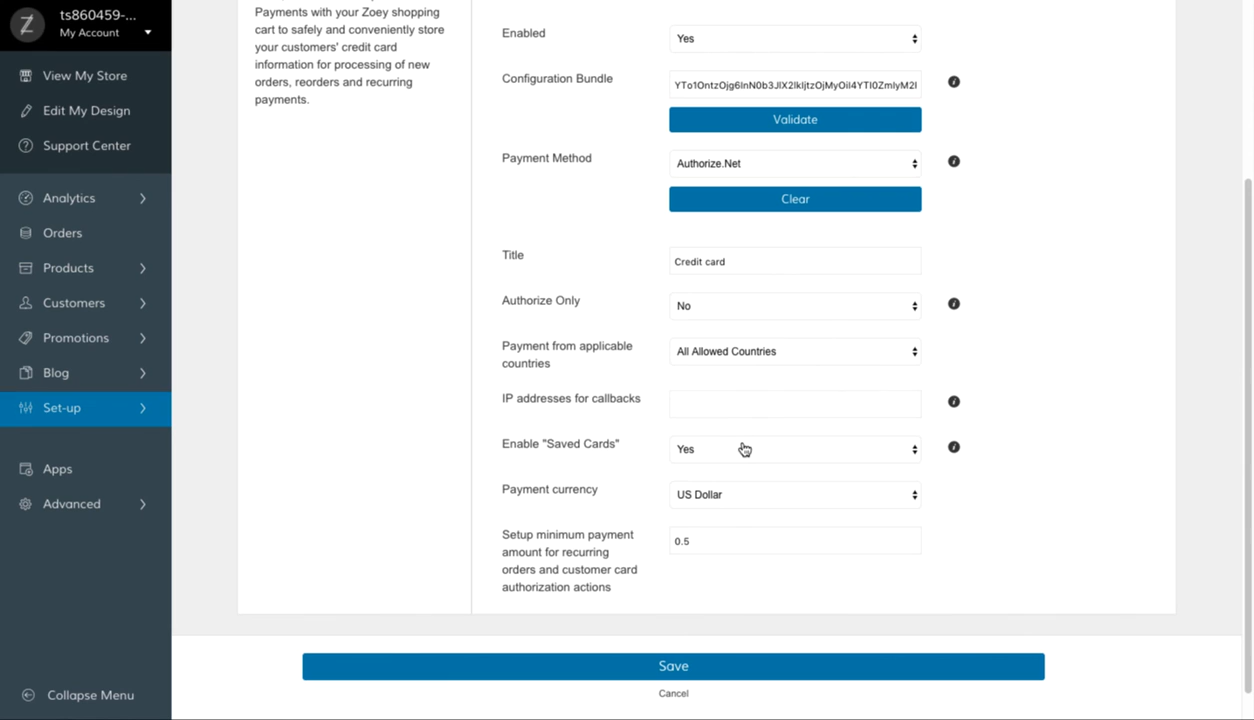 ts860459-...
My Account
View My Store
Edit My Design
Support Center
Analytics
Orders
Products
Customers
Promotions
Blog
Set-up
Apps
Advanced
Collapse Menu
Payments with your Zoey shopping
cart to safely and conveniently store
your customers' credit card
information for processing of new
orders, reorders and recurring
payments.
Enabled
Yes
Configuration Bundle
Validate
Payment Method
Authorize.Net
Clear
Title
Credit card
Authorize Only
No
Payment from applicable
countries
All Allowed Countries
IP addresses for callbacks
Enable "Saved Cards"
Yes
Payment currency
US Dollar
Setup minimum payment
amount for recurring
orders and customer card
authorization actions
0.5
Save
Cancel